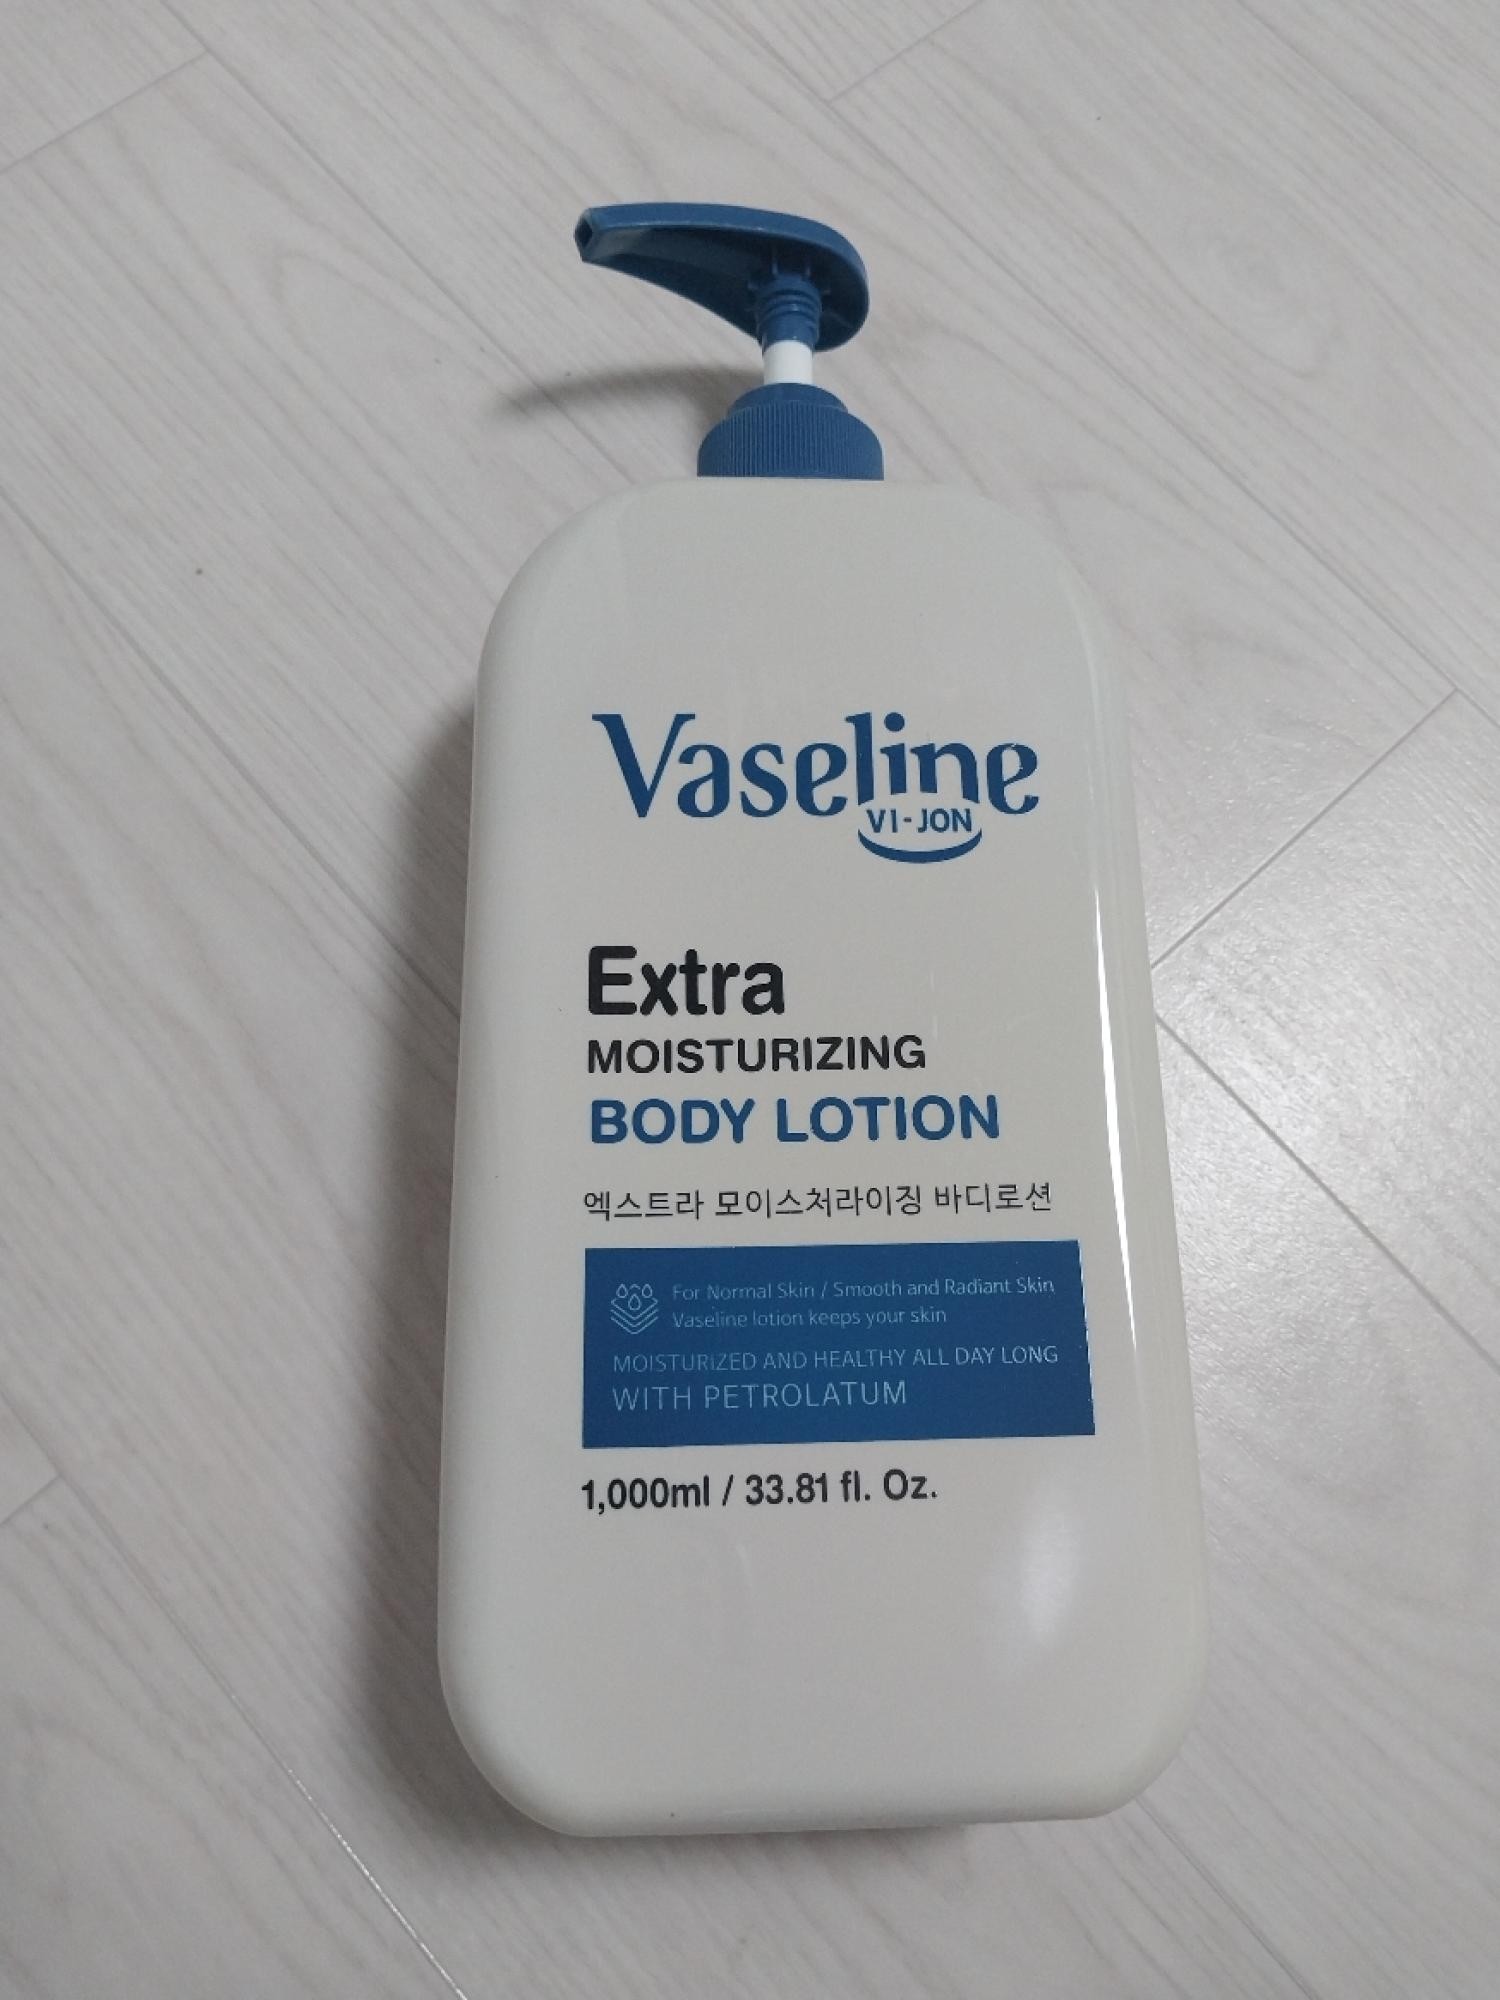 Vaseline
VI-JON
Extra
MOISTURIZING
BODY LOTION
엑스트라 모이스처라이징 바디로션
For Normal Skin / Smooth and Radiant Skin
Vaseline lotion keeps your skin
MOISTURIZED AND HEALTHY ALL DAY LONG
WITH PETROLATUM
1,000ml / 33.81 fl. Oz.